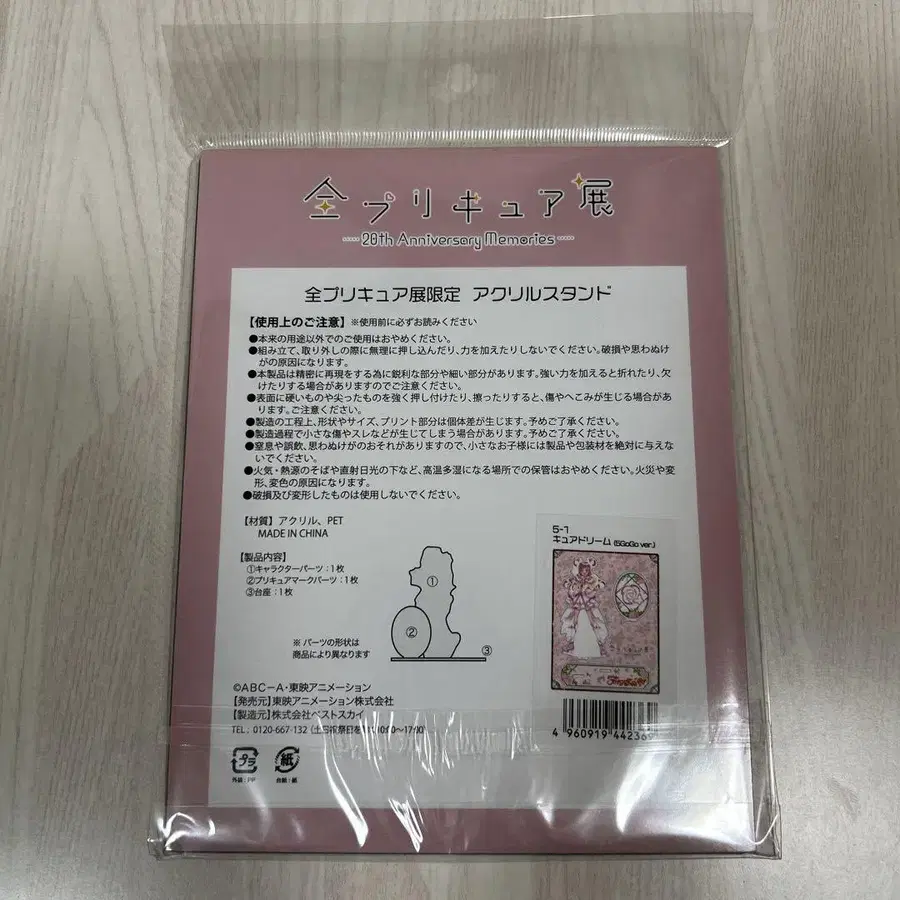 全プリキュア展
20th Anniversary Memories
全プリキュア展限定 アクリルスタンド
【使用上のご注意】※使用前に必ずお読みください
●本来の用途以外でのご使用はおやめください。
●組み立て、取り外しの際に無理に押し込んだり、力を加えたりしないでください。破損や思わぬけ
がの原因になります。
●本製品は精密に再現をする為に鋭利な部分や細い部分があります。強い力を加えると折れたり、欠
けたりする場合がありますのでご注意ください。
●表面に硬いものや尖ったものを強く押し付けたり、擦ったりすると、傷やへこみが生じる場合があ
ります。ご注意ください。
●製造の工程上、形状やサイズ、プリント部分は個体差が生じます。予めご了承ください。
●製造過程で小さな傷やスレなどが生じてしまう場合があります。予めご了承ください。
●窒息や誤飲、思わぬけがのおそれがありますので、小さなお子様には製品や包装材を絶対に与えな
いでください。
●火気・熱源のそばや直射日光の下など、高温多湿になる場所での保管はおやめください。火災や変
形、変色の原因になります。
●破損及び変形したものは使用しないでください。
【材質】アクリル、PET
MADE IN CHINA
【製品内容】
①キャラクターパーツ：1枚
②プリキュアマークパーツ：1枚
③台座：1枚
①
②
③
※ パーツの形状は
商品により異なります
5-1
キュアドリーム (5GoGo ver.)
©ABC-A・東映アニメーション
【発売元】東映アニメーション株式会社
【製造元】株式会社ベストスカイ
TEL：0120-667-132 (土日祝祭日を 10:00〜17:00
4 960919 44236
プラ
外装：PP
紙
台紙：紙